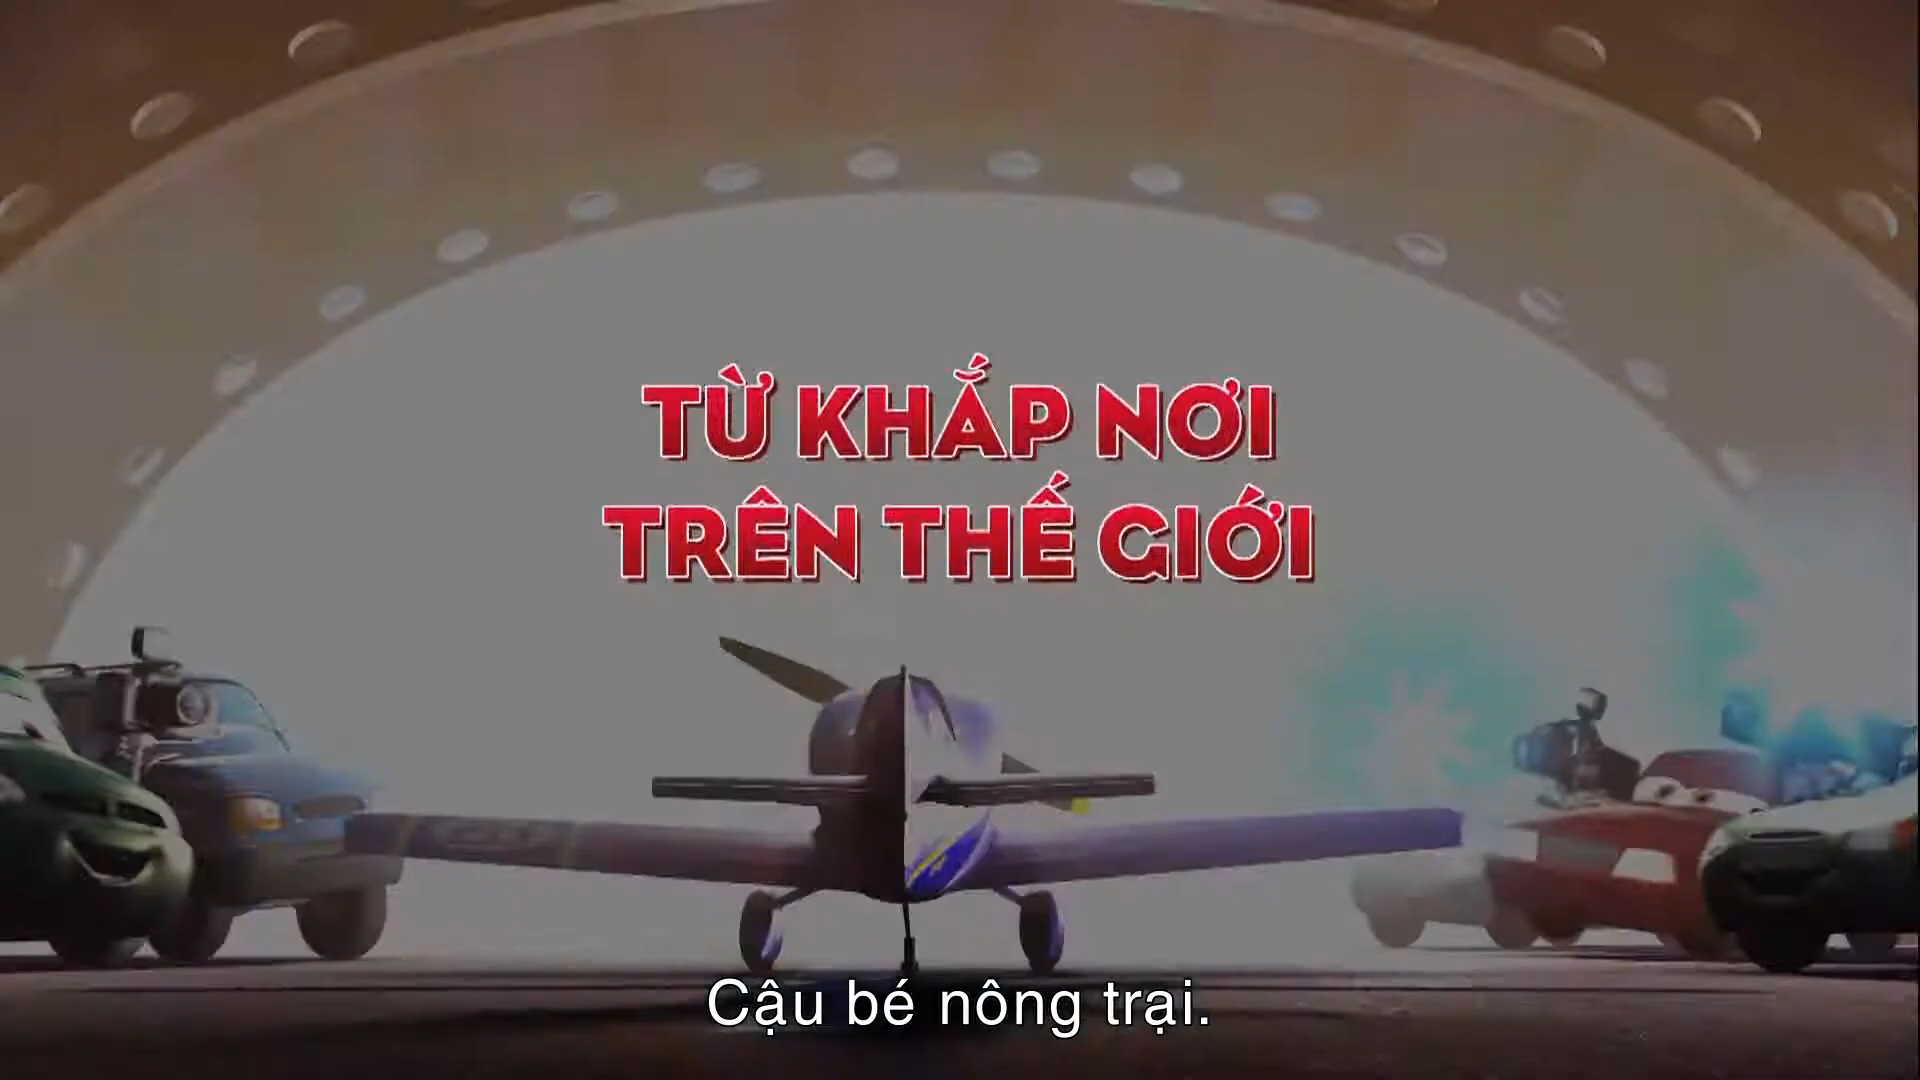 TỪ KHẮP NƠI
TRÊN THẾ GIỚI
Cậu bé nông trại.